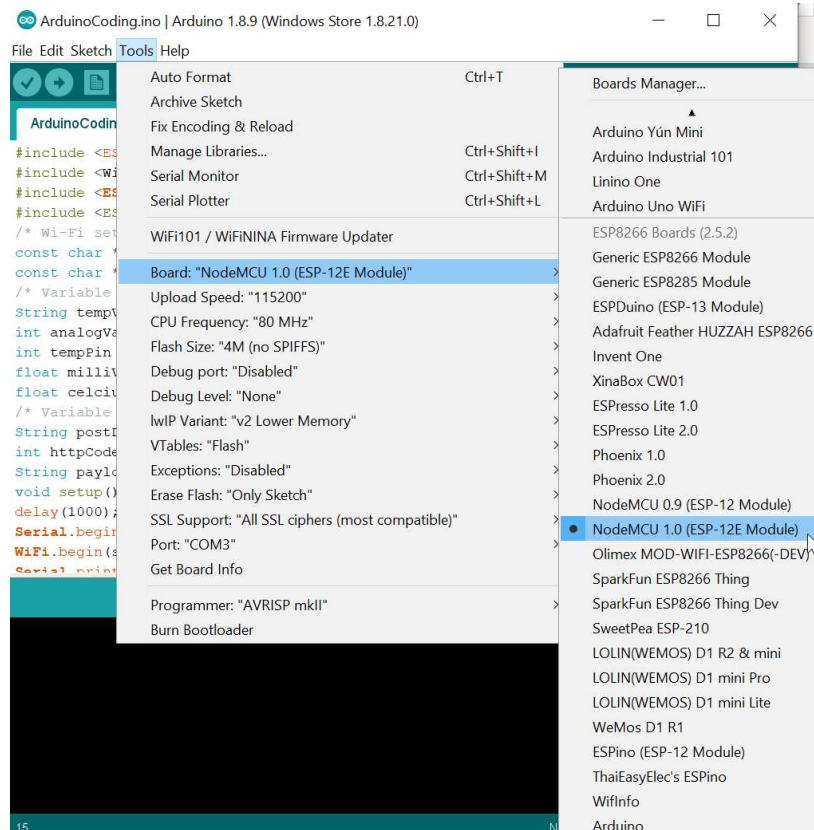 ArduinoCoding.ino | Arduino 1.8.9 (Windows Store 1.8.21.0)
File Edit Sketch Tools Help
ArduinoCodin
#include <ES
#include <Wi
#include <ES
#include <ES
/* Wi-Fi set
const char *
const char *
/* Variable
String tempV
int analogVa
int tempPin
float milliV
float celciu
/* Variable
String postD
int httpCode
String paylo
void setup()
delay(1000);
Serial.begin
WiFi.begin(s
Serial.print
Auto Format Ctrl+T
Archive Sketch
Fix Encoding & Reload
Manage Libraries... Ctrl+Shift+I
Serial Monitor Ctrl+Shift+M
Serial Plotter Ctrl+Shift+L
WiFi101 / WiFiNINA Firmware Updater
Board: "NodeMCU 1.0 (ESP-12E Module)"
Upload Speed: "115200"
CPU Frequency: "80 MHz"
Flash Size: "4M (no SPIFFS)"
Debug port: "Disabled"
Debug Level: "None"
lwIP Variant: "v2 Lower Memory"
VTables: "Flash"
Exceptions: "Disabled"
Erase Flash: "Only Sketch"
SSL Support: "All SSL ciphers (most compatible)"
Port: "COM3"
Get Board Info
Programmer: "AVRISP mkII"
Burn Bootloader
Boards Manager...
Arduino Yún Mini
Arduino Industrial 101
Linino One
Arduino Uno WiFi
ESP8266 Boards (2.5.2)
Generic ESP8266 Module
Generic ESP8285 Module
ESPDuino (ESP-13 Module)
Adafruit Feather HUZZAH ESP8266
Invent One
XinaBox CW01
ESPresso Lite 1.0
ESPresso Lite 2.0
Phoenix 1.0
Phoenix 2.0
NodeMCU 0.9 (ESP-12 Module)
NodeMCU 1.0 (ESP-12E Module)
Olimex MOD-WIFI-ESP8266(-DEV)
SparkFun ESP8266 Thing
SparkFun ESP8266 Thing Dev
SweetPea ESP-210
LOLIN(WEMOS) D1 R2 & mini
LOLIN(WEMOS) D1 mini Pro
LOLIN(WEMOS) D1 mini Lite
WeMos D1 R1
ESPino (ESP-12 Module)
ThaiEasyElec's ESPino
WifInfo
Arduino
15 N